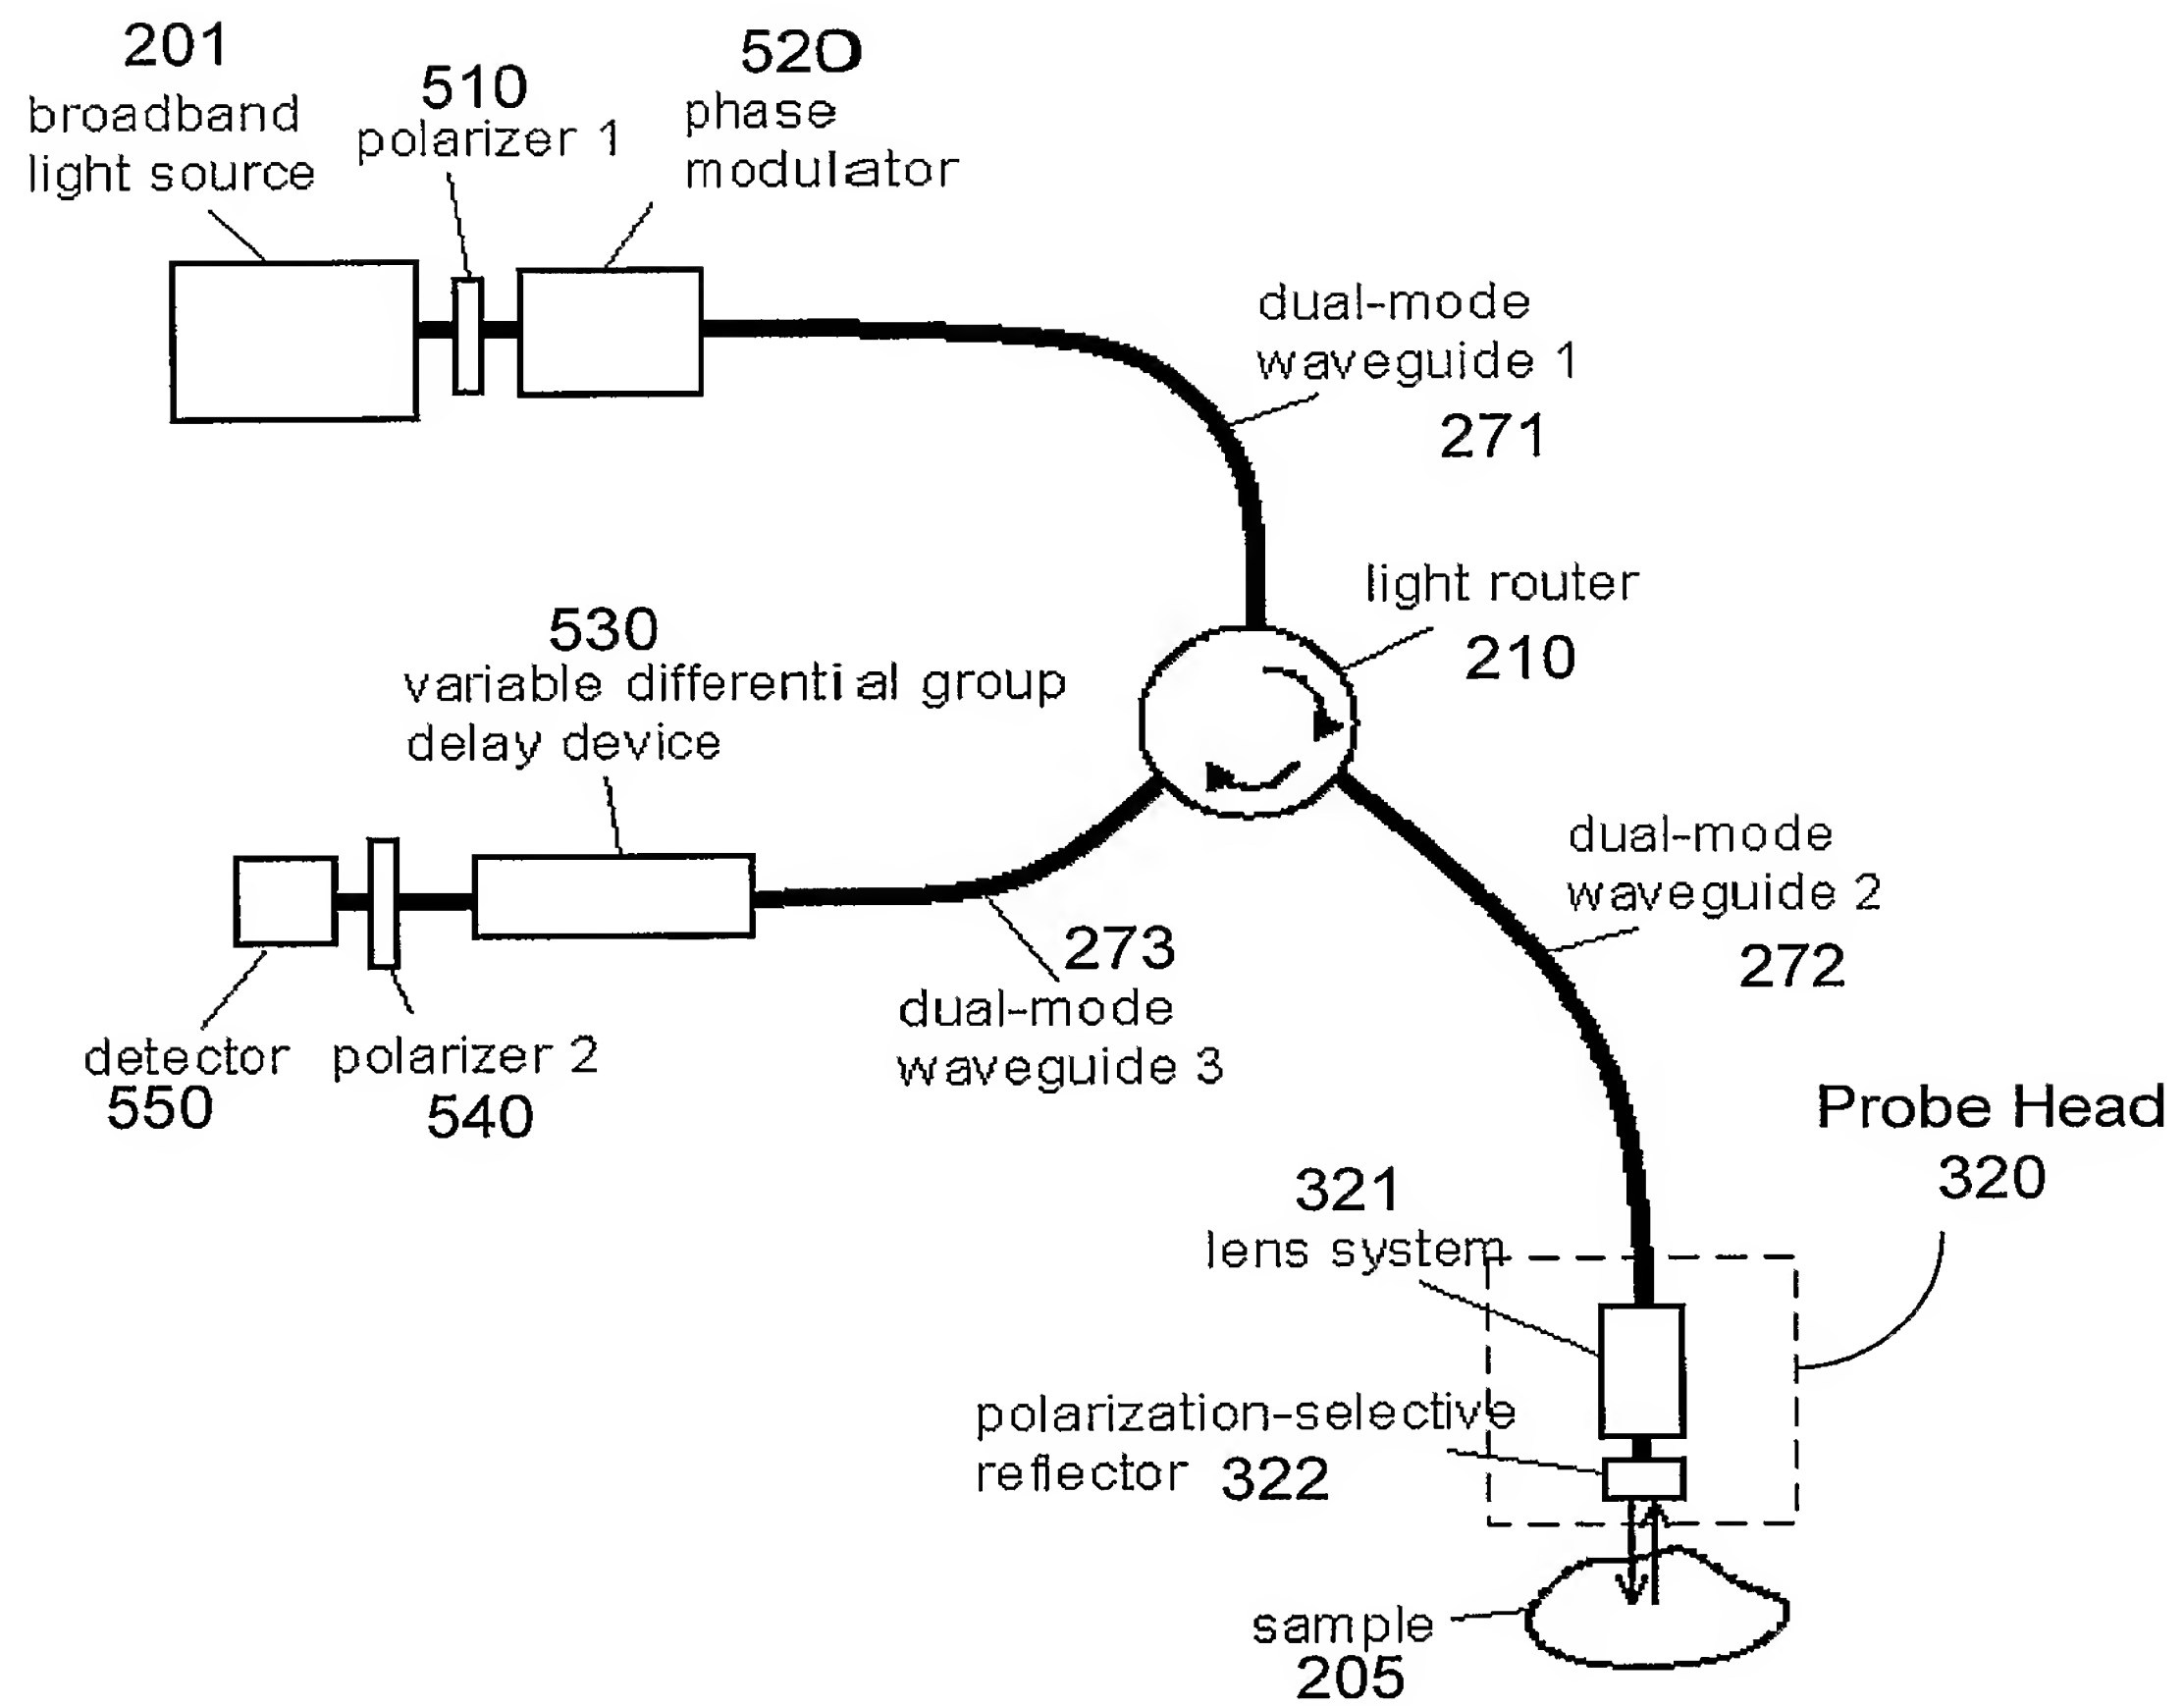 201
broadband
light source
510
polarizer 1
520
phase
modulator
dual-mode
waveguide 1
271
light router
210
530
variable differential group
delay device
dual-mode
waveguide 2
272
273
dual-mode
waveguide 3
detector
550
polarizer 2
540
Probe Head
320
321
lens system
polarization-selective
reflector 322
sample
205